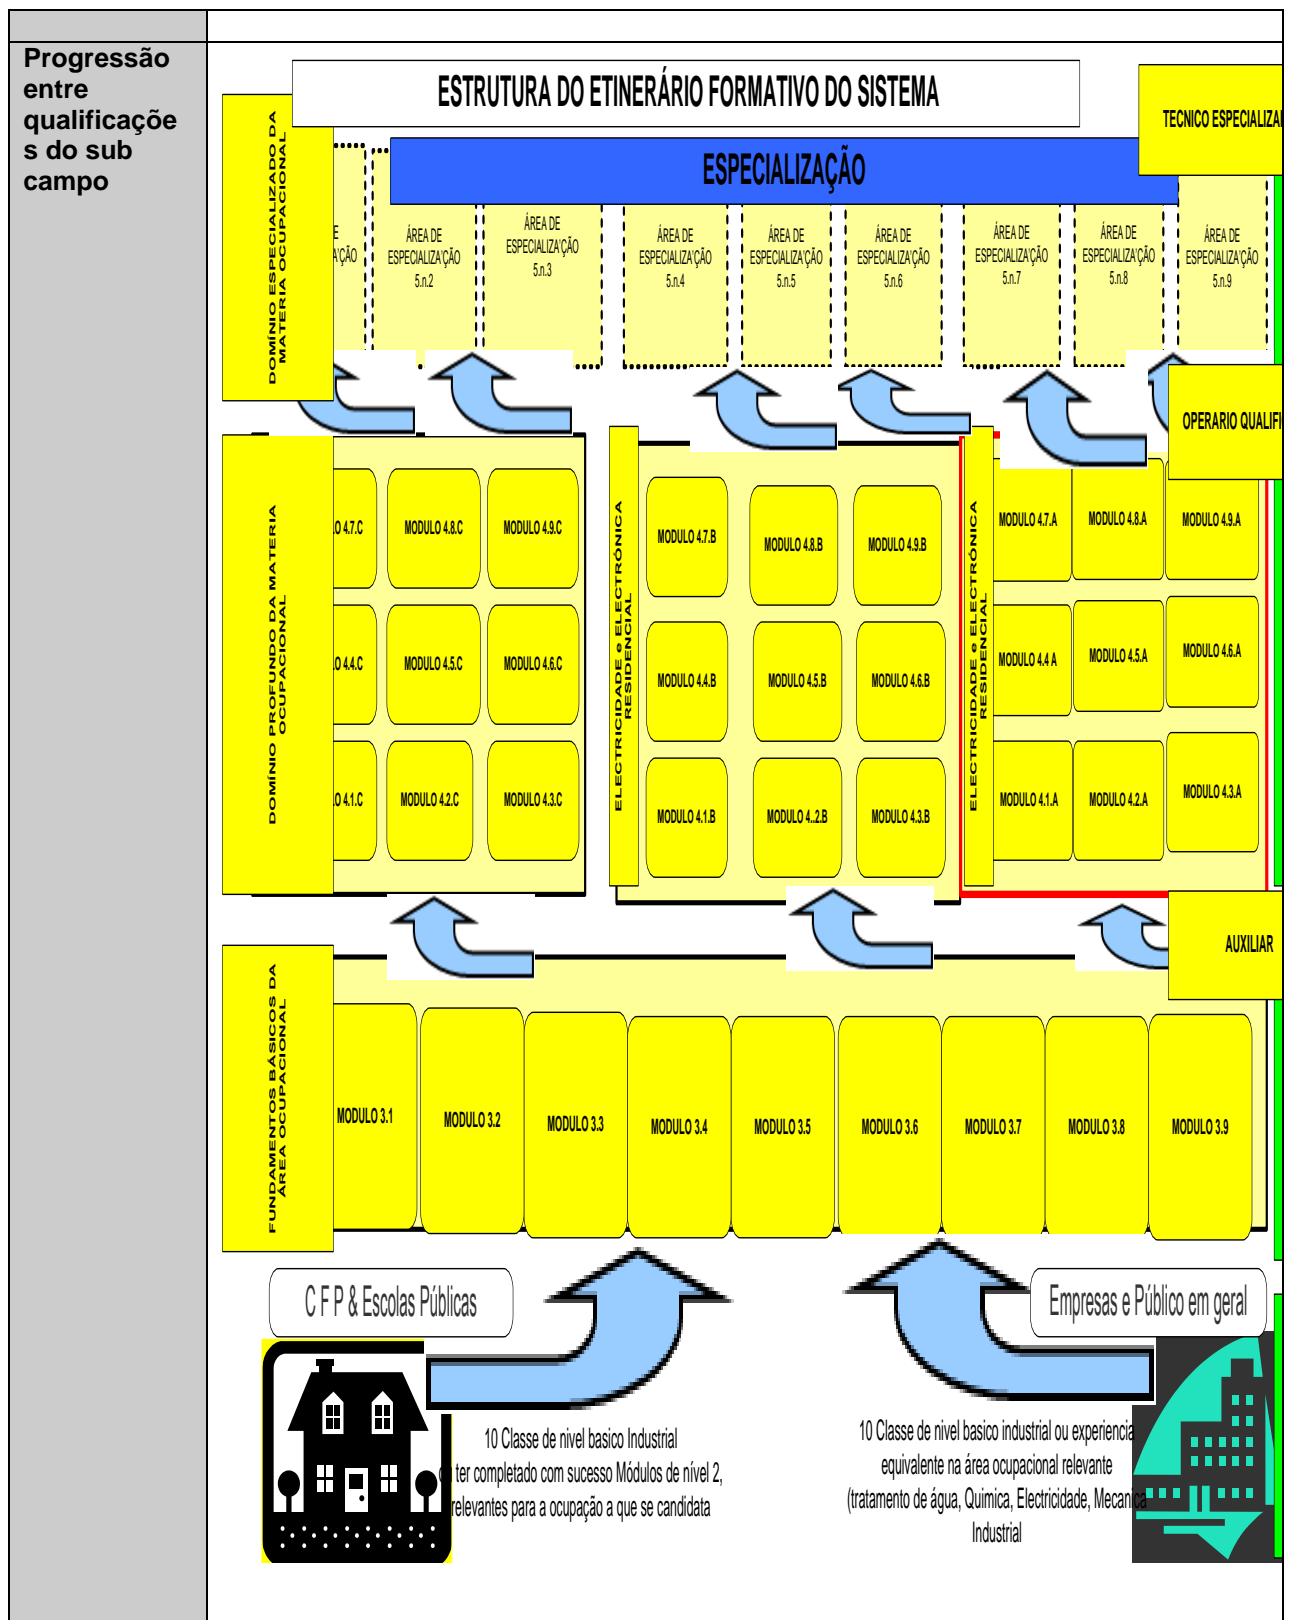 Progressão
entre
qualificaçõe
s do sub
campo
ESTRUTURA DO ETINERÁRIO FORMATIVO DO SISTEMA
TECNICO ESPECIALIZA
ESPECIALIZAÇÃO
DOMÍNIO ESPECIALIZADO DA
MATERIA OCUPACIONAL
ÁREA DE
ESPECIALIZA'ÇÃO
5.n.2
ÁREA DE
ESPECIALIZA'ÇÃO
5.n.3
ÁREA DE
ESPECIALIZA'ÇÃO
5.n.4
ÁREA DE
ESPECIALIZA'ÇÃO
5.n.5
ÁREA DE
ESPECIALIZA'ÇÃO
5.n.6
ÁREA DE
ESPECIALIZA'ÇÃO
5.n.7
ÁREA DE
ESPECIALIZA'ÇÃO
5.n.8
ÁREA DE
ESPECIALIZA'ÇÃO
5.n.9
OPERARIO QUALIFI
DOMÍNIO PROFUNDO DA MATERIA
OCUPACIONAL
LO 4.7.C
MODULO 4.8.C
MODULO 4.9.C
LO 4.4.C
MODULO 4.5.C
MODULO 4.6.C
LO 4.1.C
MODULO 4.2.C
MODULO 4.3.C
ELECTRICIDADE e ELECTRÓNICA
RESIDENCIAL
MODULO 4.7.B
MODULO 4.8.B
MODULO 4.9.B
MODULO 4.4.B
MODULO 4.5.B
MODULO 4.6.B
MODULO 4.1.B
MODULO 4..2.B
MODULO 4.3.B
ELECTRICIDADE e ELECTRÓNICA
RESIDENCIAL
MODULO 4.7.A
MODULO 4.8.A
MODULO 4.9.A
MODULO 4.4 A
MODULO 4.5.A
MODULO 4.6.A
MODULO 4.1.A
MODULO 4.2.A
MODULO 4.3.A
AUXILIAR
FUNDAMENTOS BÁSICOS DA
ÁREA OCUPACIONAL
MODULO 3.1
MODULO 3.2
MODULO 3.3
MODULO 3.4
MODULO 3.5
MODULO 3.6
MODULO 3.7
MODULO 3.8
MODULO 3.9
C F P & Escolas Públicas
Empresas e Público em geral
10 Classe de nivel basico Industrial
ter completado com sucesso Módulos de nível 2,
relevantes para a ocupação a que se candidata
10 Classe de nivel basico industrial ou experiencia
equivalente na área ocupacional relevante
(tratamento de água, Quimica, Electricidade, Mecanica
Industrial